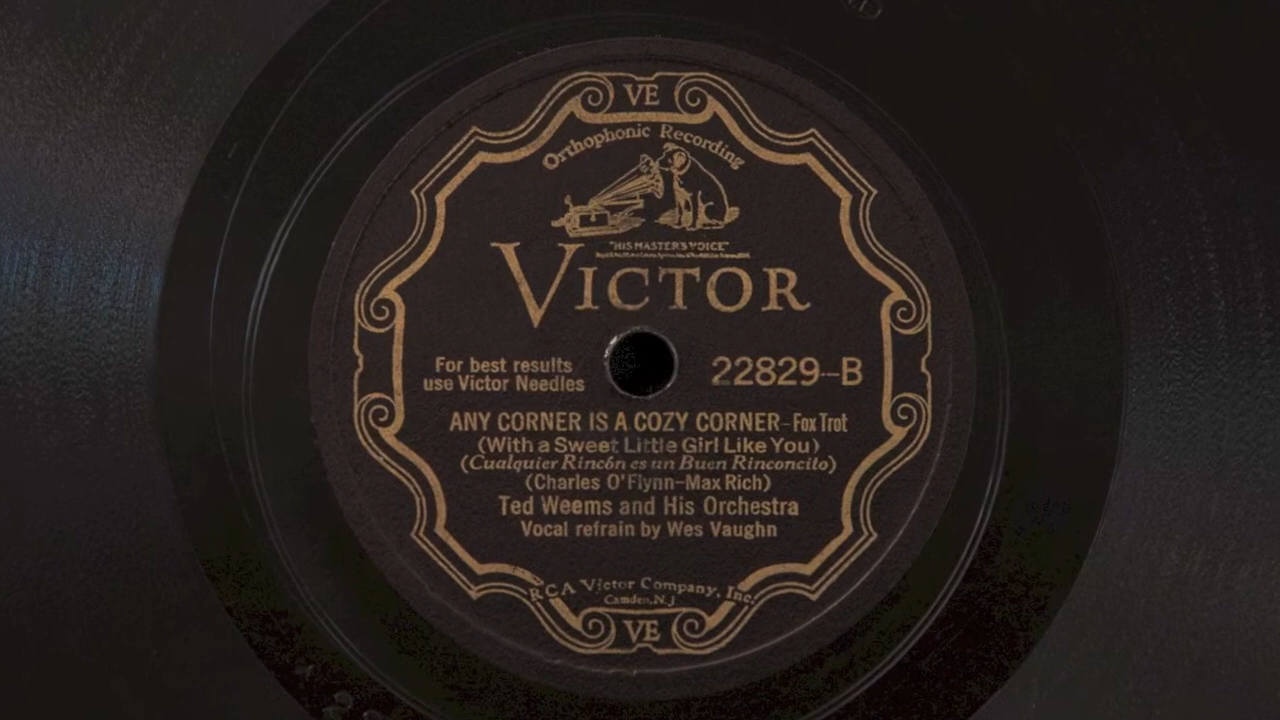 VE
Orthophonic Recording
"HIS MASTER'S VOICE"
VICTOR
For best results
use Victor Needles
22829--B
ANY CORNER IS A COZY CORNER-Fox Trot
(With a Sweet Little Girl Like You)
(Cualquier Rincón es un Buen Rinconcito)
(Charles O'Flynn-Max Rich)
Ted Weems and His Orchestra
Vocal refrain by Wes Vaughn
RCA Victor Company, Inc.
Camden, N.J.
VE